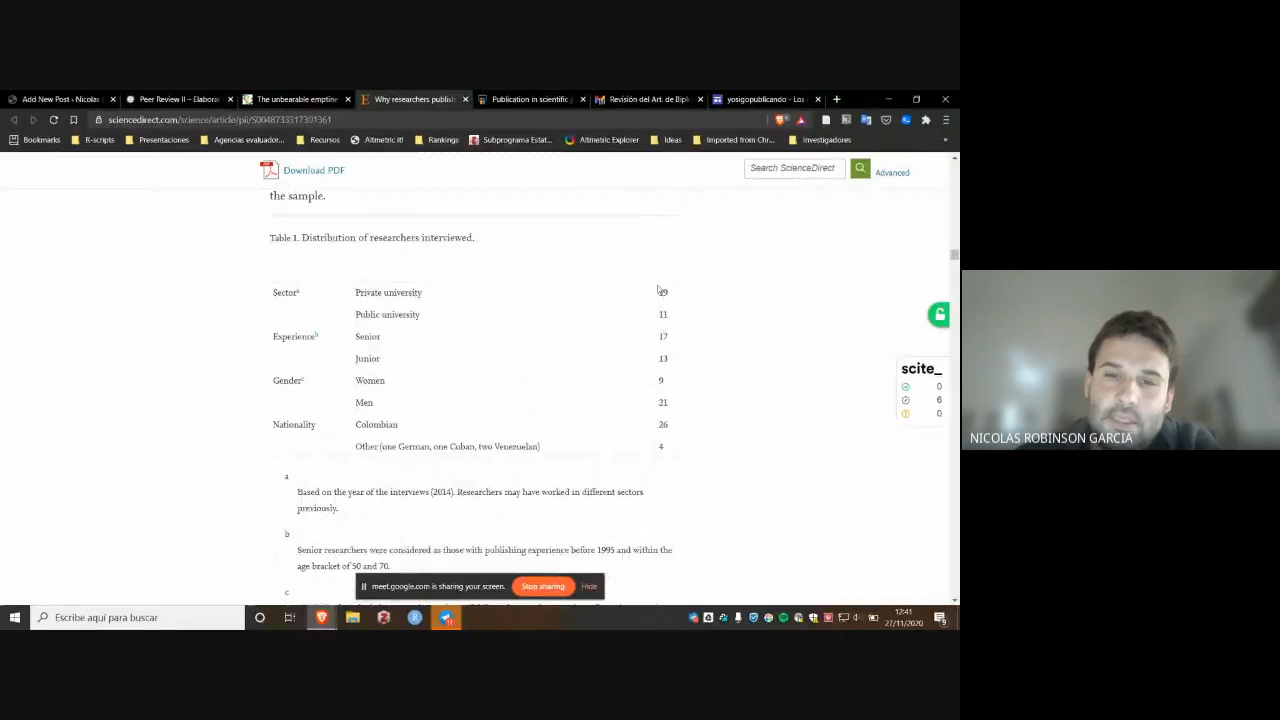 Add New Post ‹ Nicolas
Peer Review II – Elabora
The unbearable emptine
Why researchers publis
Publication in scientific
Revisión del Art. de Bipl
yosigopublicando - Los
sciencedirect.com/science/article/pii/S0048733317301361
Bookmarks
R-scripts
Presentaciones
Agencias evaluador...
Recursos
Altmetric it!
Rankings
Subprograma Estat...
Altmetric Explorer
Ideas
Imported from Chr...
Investigadores
Download PDF
Search ScienceDirect
Advanced
the sample.
Table 1. Distribution of researchers interviewed.
Sectorᵃ Private university 19
Public university 11
Experienceᵇ Senior 17
Junior 13
Genderᶜ Women 9
Men 21
Nationality Colombian 26
Other (one German, one Cuban, two Venezuelan) 4
a
Based on the year of the interviews (2014). Researchers may have worked in different sectors
previously.
b
Senior researchers were considered as those with publishing experience before 1995 and within the
age bracket of 50 and 70.
c
scite_
0
6
0
NICOLAS ROBINSON GARCIA
meet.google.com is sharing your screen.
Stop sharing
Hide
Escribe aquí para buscar
12:41
27/11/2020